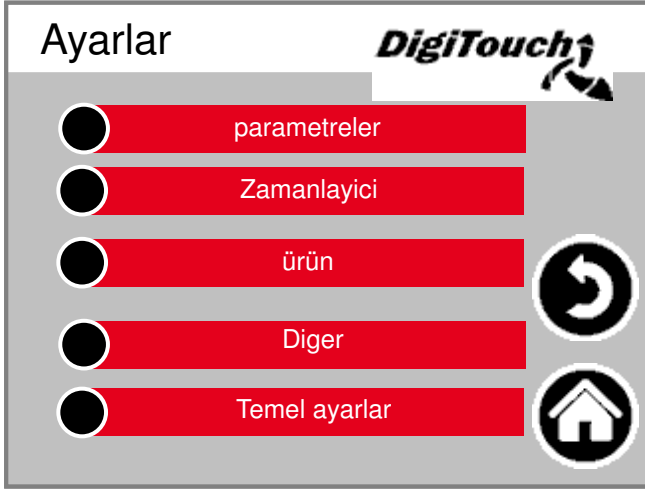 Ayarlar
DigiTouch
parametreler
Zamanlayici
ürün
Diger
Temel ayarlar